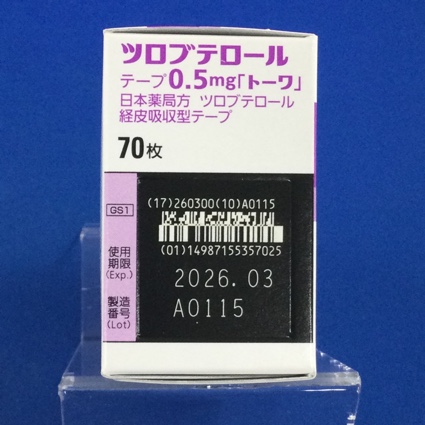 ツロブテロール
テープ0.5mg「トーワ」
日本薬局方 ツロブテロール
経皮吸収型テープ
70枚
(17)260300(10)A0115
GS1
(01)14987155357025
使用
期限
(Exp.)
2026.03
製造
番号
(Lot)
A0115